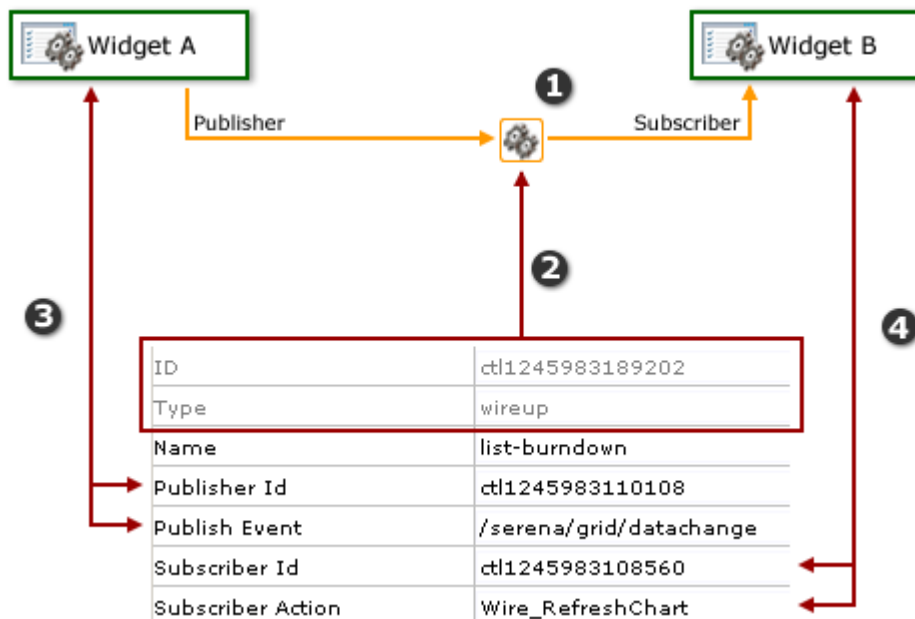 Widget A
Widget B
1
Publisher
Subscriber
2
3
4
ID ctl1245983189202
Type wireup
Name list-burndown
Publisher Id ctl1245983110108
Publish Event /serena/grid/datachange
Subscriber Id ctl1245983108560
Subscriber Action Wire_RefreshChart